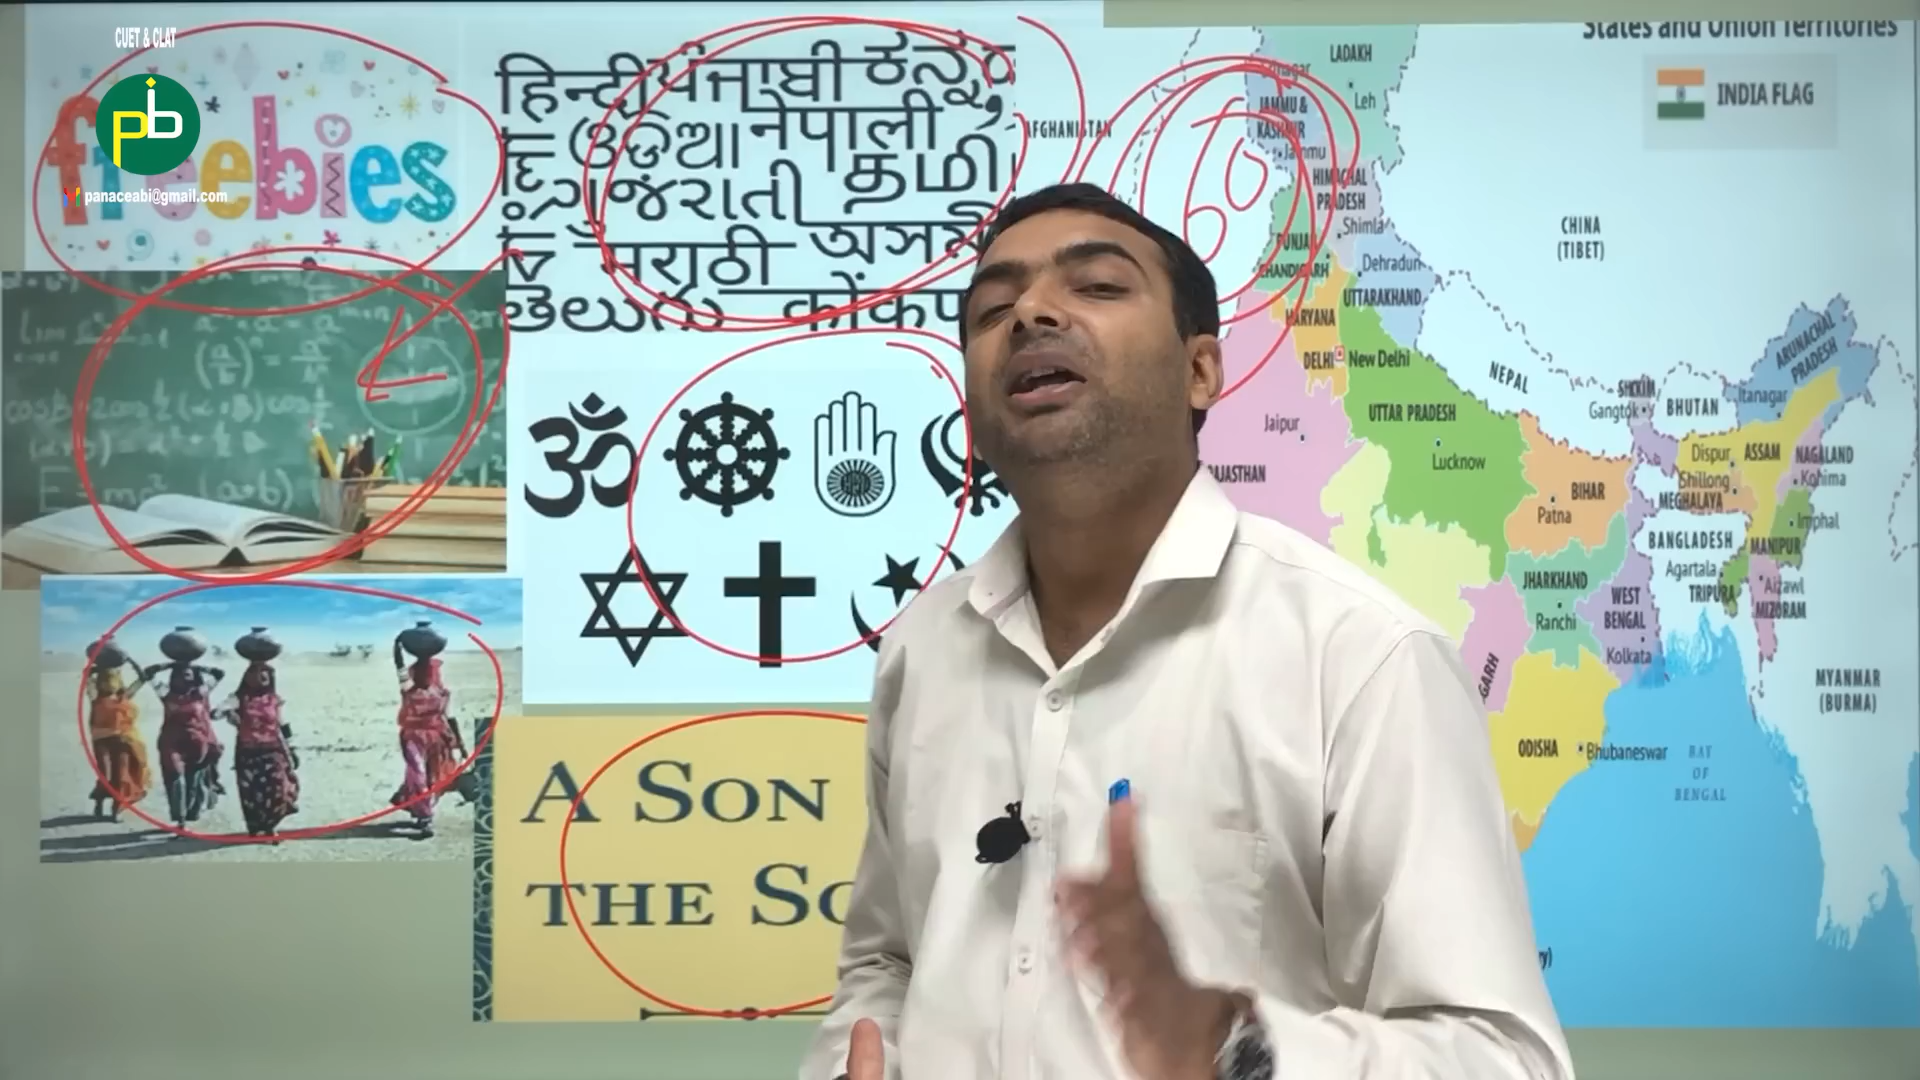 CUET & CLAT
pib
panaceabi@gmail.com
freebies
हिन्दी ਪੰਜਾਬੀ
ଓଡ଼ିଆ नेपाली
ગુજરાતી தமி
मराठी অসমী
తెలుగు कोंकण
A SON
THE SO
60
States and Union Territories
INDIA FLAG
LADAKH
Leh
JAMMU &
KASHMIR
Jammu
AFGHANISTAN
HIMACHAL
PRADESH
Shimla
PUNJAB
CHANDIGARH
Dehradun
UTTARAKHAND
HARYANA
DELHI New Delhi
CHINA
(TIBET)
NEPAL
SIKKIM
Gangtok
BHUTAN
ARUNACHAL
PRADESH
Itanagar
UTTAR PRADESH
Lucknow
Jaipur
RAJASTHAN
BIHAR
Patna
Dispur ASSAM
NAGALAND
Kohima
Shillong
MEGHALAYA
Imphal
MANIPUR
BANGLADESH
Agartala
TRIPURA
Aizawl
MIZORAM
JHARKHAND
Ranchi
WEST
BENGAL
Kolkata
GARH
ODISHA
Bhubaneswar
BAY
OF
BENGAL
MYANMAR
(BURMA)